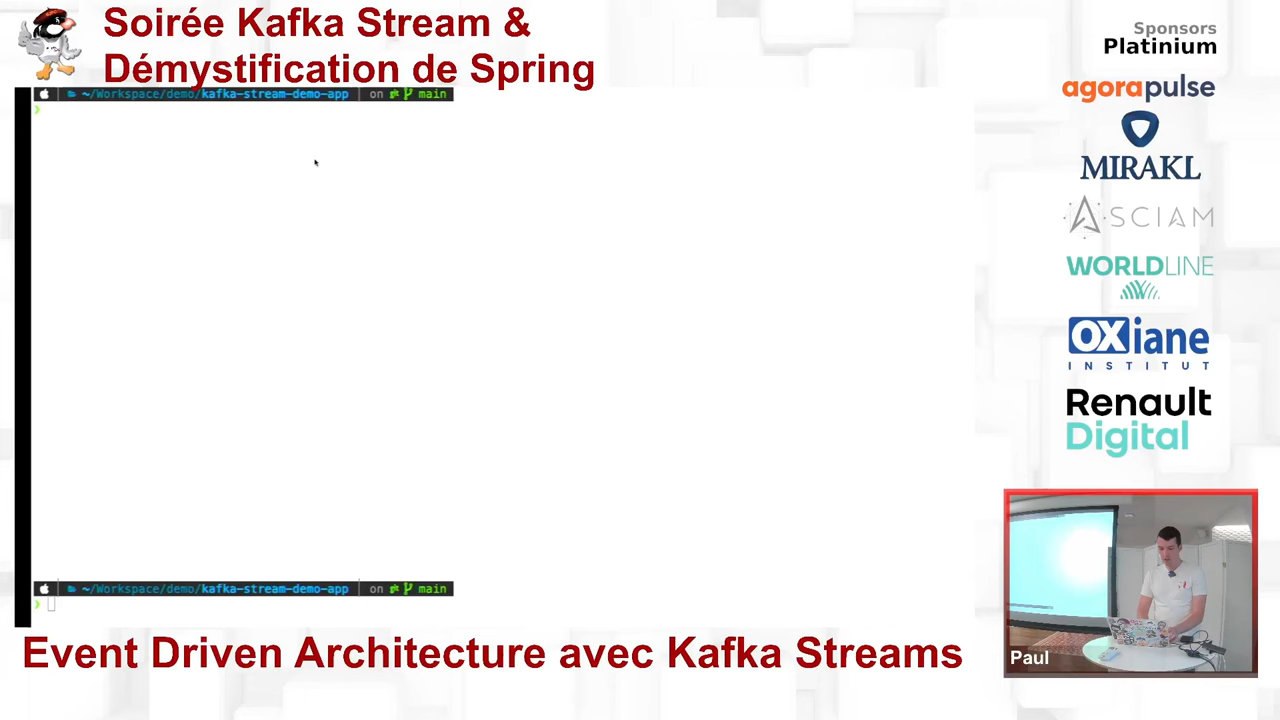 Soirée Kafka Stream &
Démystification de Spring
~/Workspace/demo/kafka-stream-demo-app on main
~/Workspace/demo/kafka-stream-demo-app on main
Event Driven Architecture avec Kafka Streams
Sponsors
Platinium
agorapulse
MIRAKL
ASCIAM
WORLDLINE
OXiane
INSTITUT
Renault
Digital
Paul